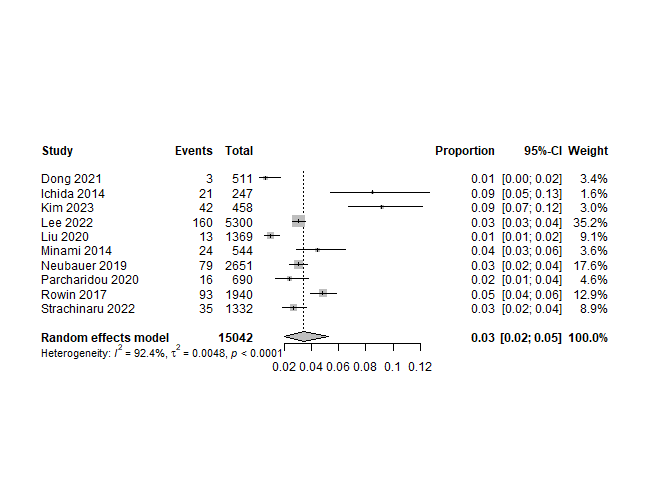 Study Events Total Proportion 95%-CI Weight
Dong 2021 3 511 0.01 [0.00; 0.02] 3.4%
Ichida 2014 21 247 0.09 [0.05; 0.13] 1.6%
Kim 2023 42 458 0.09 [0.07; 0.12] 3.0%
Lee 2022 160 5300 0.03 [0.03; 0.04] 35.2%
Liu 2020 13 1369 0.01 [0.01; 0.02] 9.1%
Minami 2014 24 544 0.04 [0.03; 0.06] 3.6%
Neubauer 2019 79 2651 0.03 [0.02; 0.04] 17.6%
Parcharidou 2020 16 690 0.02 [0.01; 0.04] 4.6%
Rowin 2017 93 1940 0.05 [0.04; 0.06] 12.9%
Strachinaru 2022 35 1332 0.03 [0.02; 0.04] 8.9%
Random effects model 15042 0.03 [0.02; 0.05] 100.0%
Heterogeneity: I² = 92.4%, τ² = 0.0048, p < 0.0001
0.02 0.04 0.06 0.08 0.1 0.12